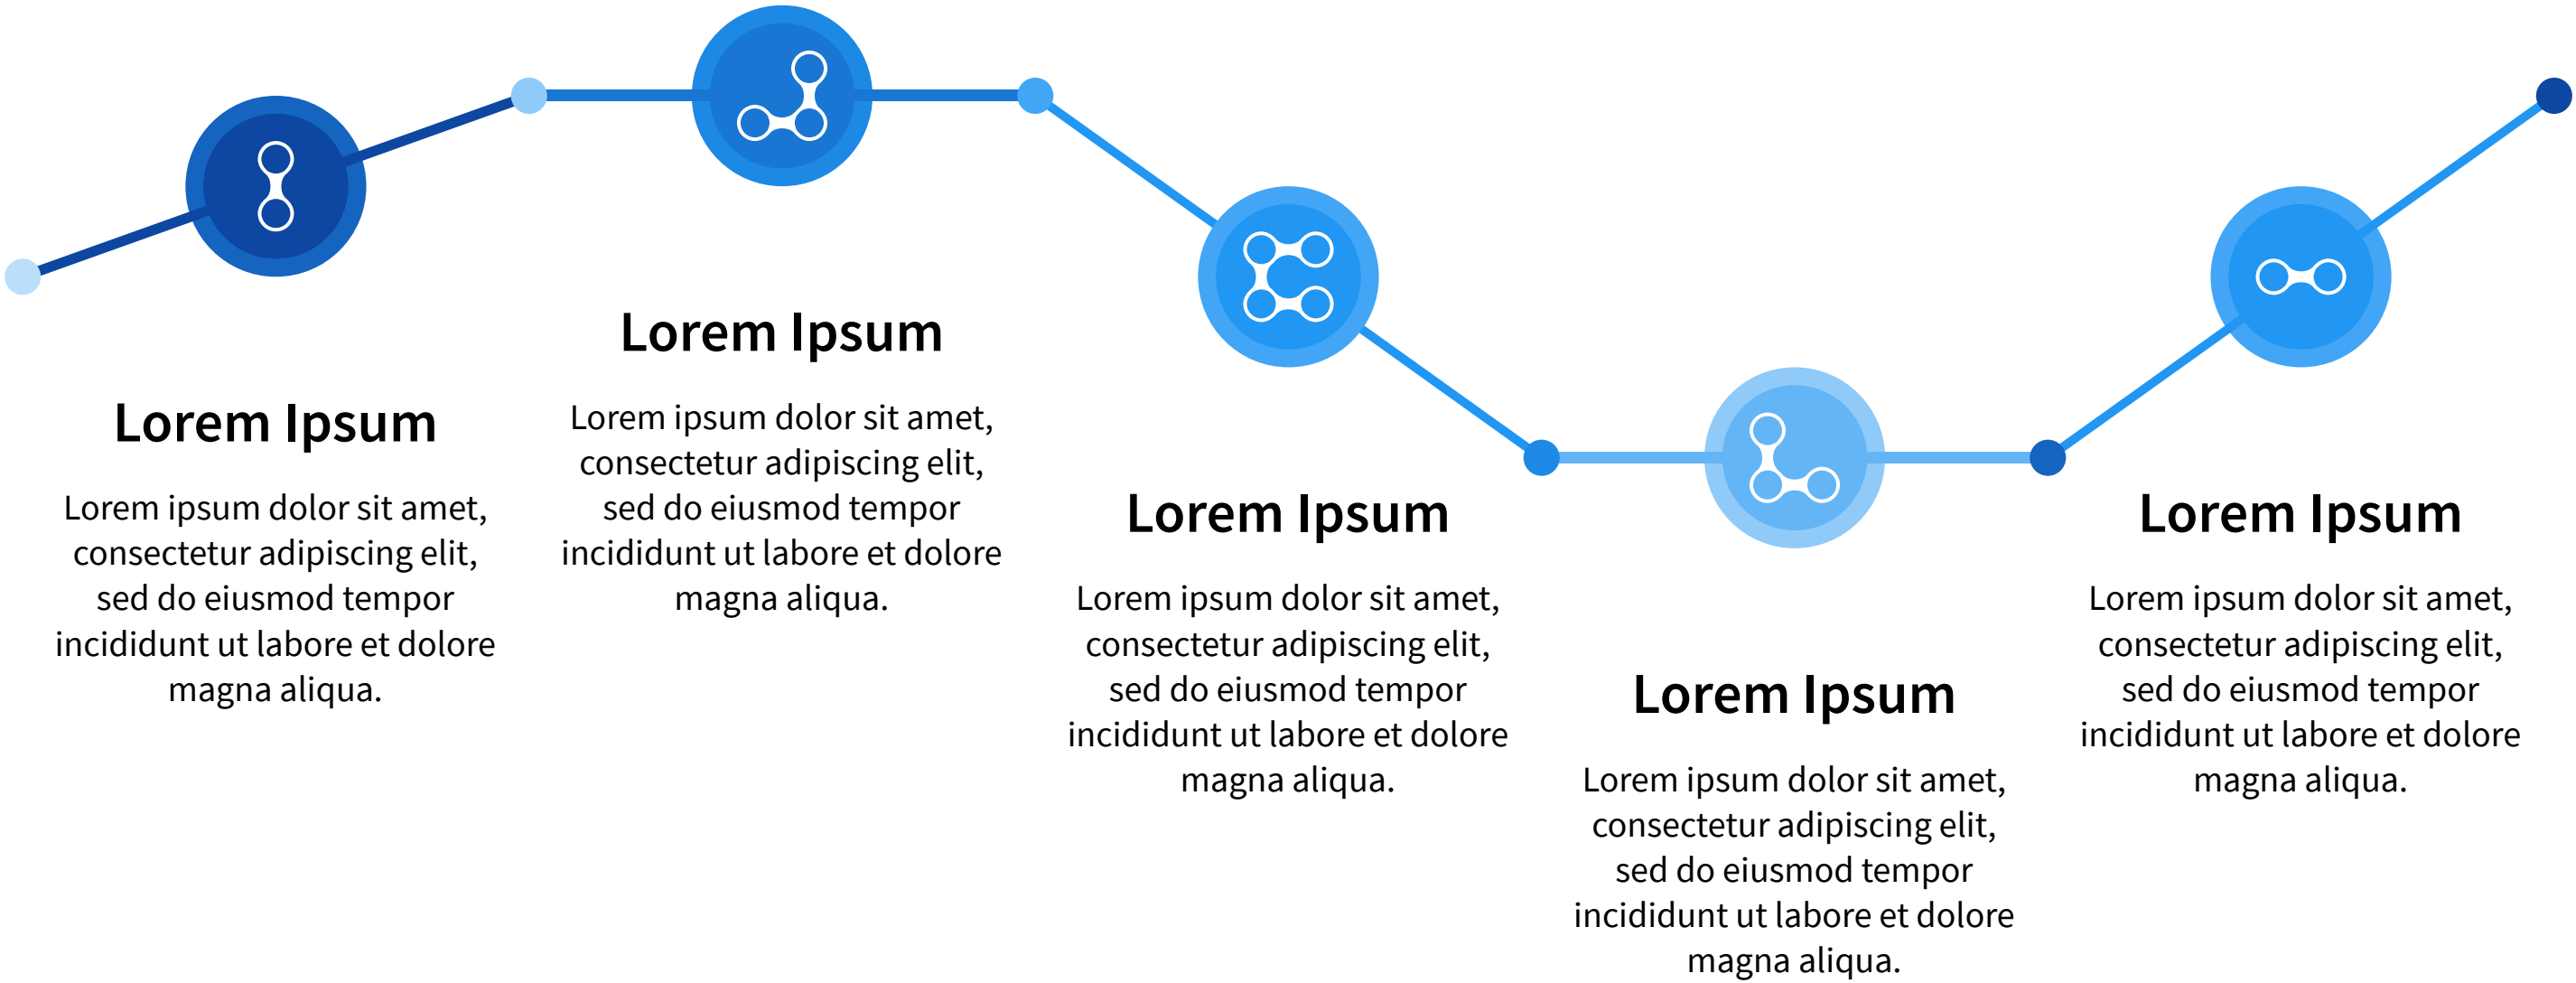 Lorem Ipsum
Lorem ipsum dolor sit amet,
consectetur adipiscing elit,
sed do eiusmod tempor
incididunt ut labore et dolore
magna aliqua.
Lorem Ipsum
Lorem ipsum dolor sit amet,
consectetur adipiscing elit,
sed do eiusmod tempor
incididunt ut labore et dolore
magna aliqua.
Lorem Ipsum
Lorem ipsum dolor sit amet,
consectetur adipiscing elit,
sed do eiusmod tempor
incididunt ut labore et dolore
magna aliqua.
Lorem Ipsum
Lorem ipsum dolor sit amet,
consectetur adipiscing elit,
sed do eiusmod tempor
incididunt ut labore et dolore
magna aliqua.
Lorem Ipsum
Lorem ipsum dolor sit amet,
consectetur adipiscing elit,
sed do eiusmod tempor
incididunt ut labore et dolore
magna aliqua.